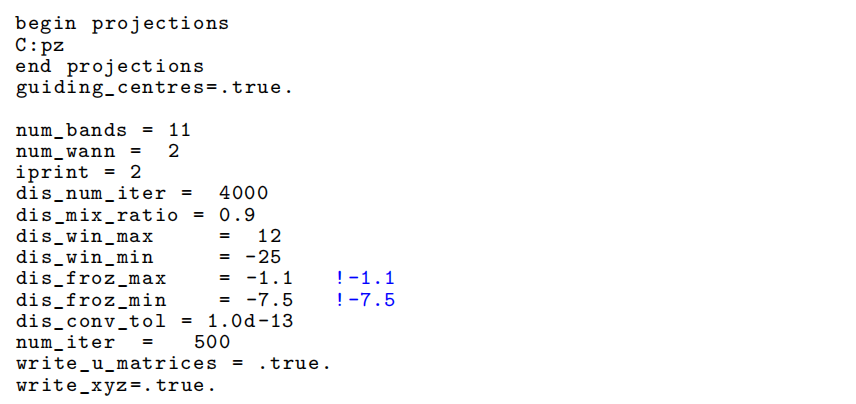 begin projections
C:pz
end projections
guiding_centres=.true.
num_bands = 11
num_wann =  2
iprint = 2
dis_num_iter =  4000
dis_mix_ratio = 0.9
dis_win_max     =  12
dis_win_min     = -25
dis_froz_max    = -1.1  !-1.1
dis_froz_min    = -7.5  !-7.5
dis_conv_tol = 1.0d-13
num_iter  =   500
write_u_matrices = .true.
write_xyz=.true.